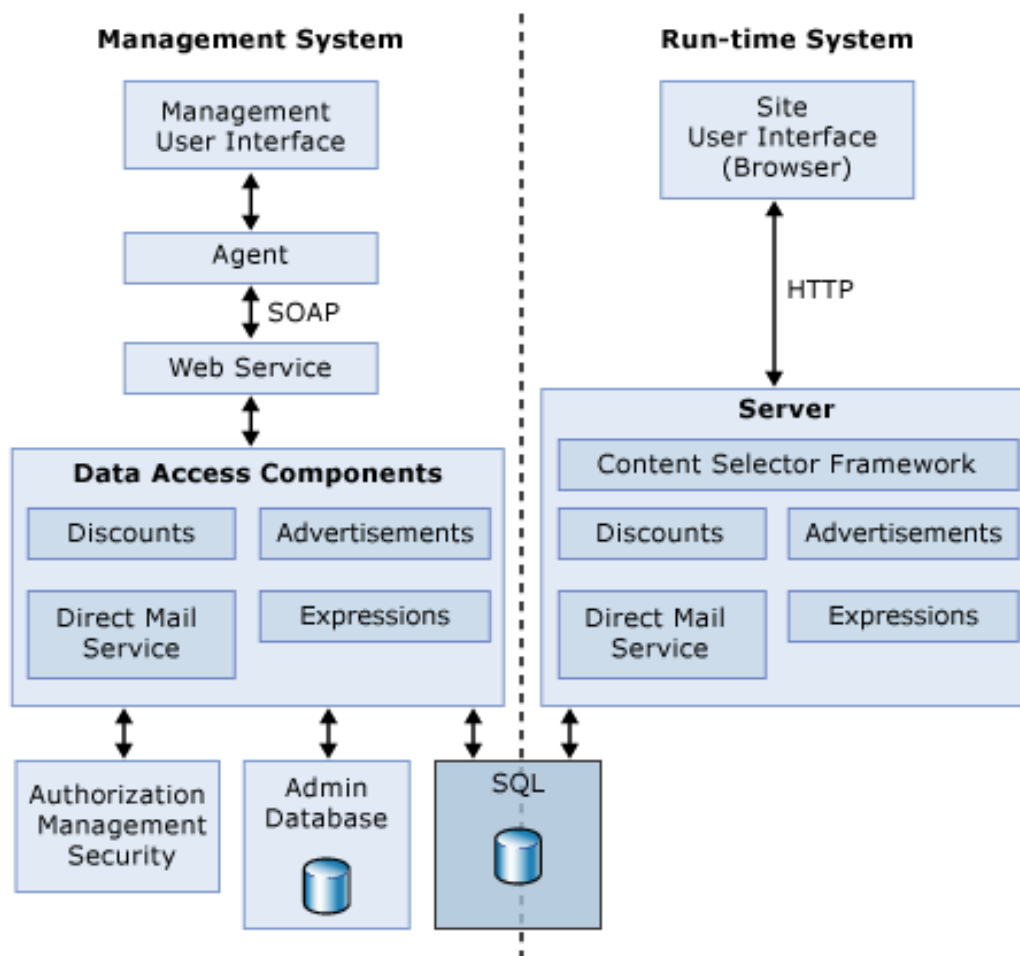 Management System
Run-time System
Management
User Interface
Agent
SOAP
Web Service
Data Access Components
Discounts
Advertisements
Direct Mail
Service
Expressions
Authorization
Management
Security
Admin
Database
SQL
Site
User Interface
(Browser)
HTTP
Server
Content Selector Framework
Discounts
Advertisements
Direct Mail
Service
Expressions